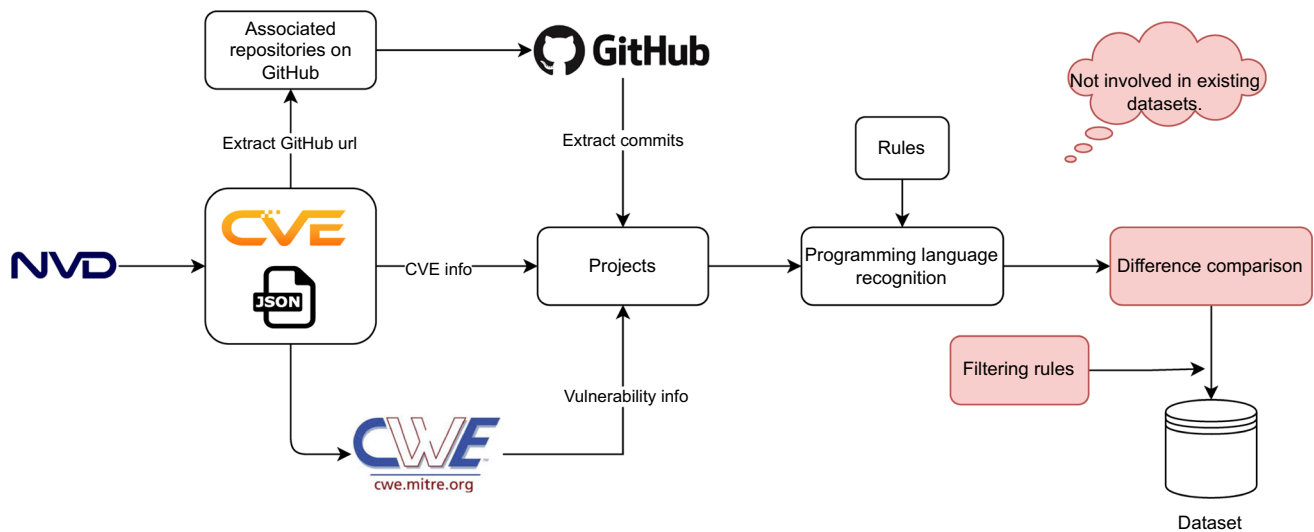 Associated
repositories on
GitHub
GitHub
Not involved in existing
datasets.
Extract GitHub url
Extract commits
Rules
CVE
JSON
NVD
CVE info
Projects
Programming language
recognition
Difference comparison
Filtering rules
Vulnerability info
CWE
cwe.mitre.org
Dataset